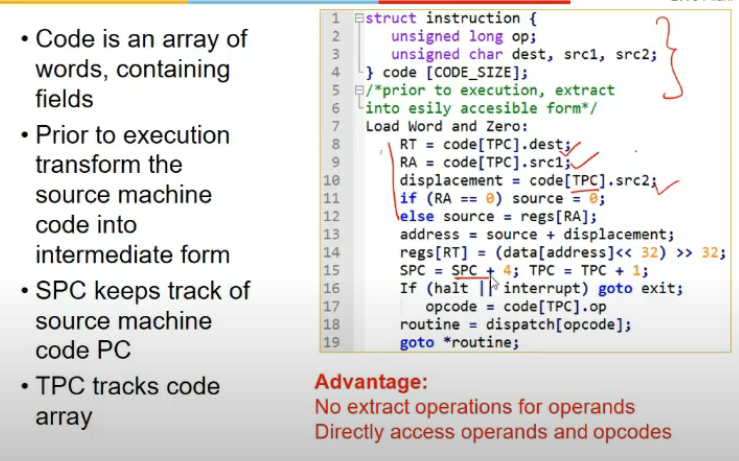 • Code is an array of
words, containing
fields
• Prior to execution
transform the
source machine
code into
intermediate form
• SPC keeps track of
source machine
code PC
• TPC tracks code
array
1 struct instruction {
2 unsigned long op;
3 unsigned char dest, src1, src2;
4 } code [CODE_SIZE];
5 /*prior to execution, extract
6 into esily accesible form*/
7 Load Word and Zero:
8 RT = code[TPC].dest;
9 RA = code[TPC].src1;
10 displacement = code[TPC].src2;
11 if (RA == 0) source = 0;
12 else source = regs[RA];
13 address = source + displacement;
14 regs[RT] = (data[address]<< 32) >> 32;
15 SPC = SPC + 4; TPC = TPC + 1;
16 If (halt || interrupt) goto exit;
17 opcode = code[TPC].op
18 routine = dispatch[opcode];
19 goto *routine;
Advantage:
No extract operations for operands
Directly access operands and opcodes